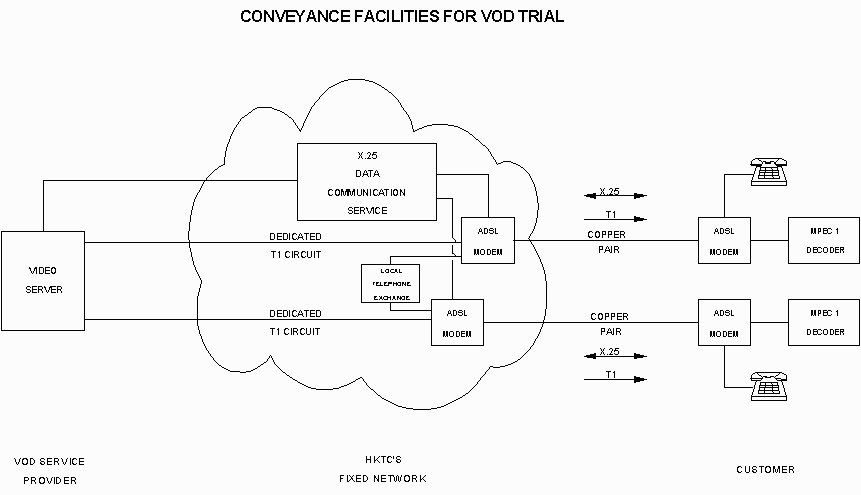 CONVEYANCE FACILITIES FOR VOD TRIAL
X.25
DATA
COMMUNICATION
SERVICE
X.25
T1
COPPER
PAIR
ADSL
MODEM
ADSL
MODEM
MPEC 1
DECODER
DEDICATED
T1 CIRCUIT
VIDEO
SERVER
LOCAL
TELEPHONE
EXCHANGE
DEDICATED
T1 CIRCUIT
ADSL
MODEM
COPPER
PAIR
X.25
T1
ADSL
MODEM
MPEC 1
DECODER
VOD SERVICE
PROVIDER
HKTC'S
FIXED NETWORK
CUSTOMER